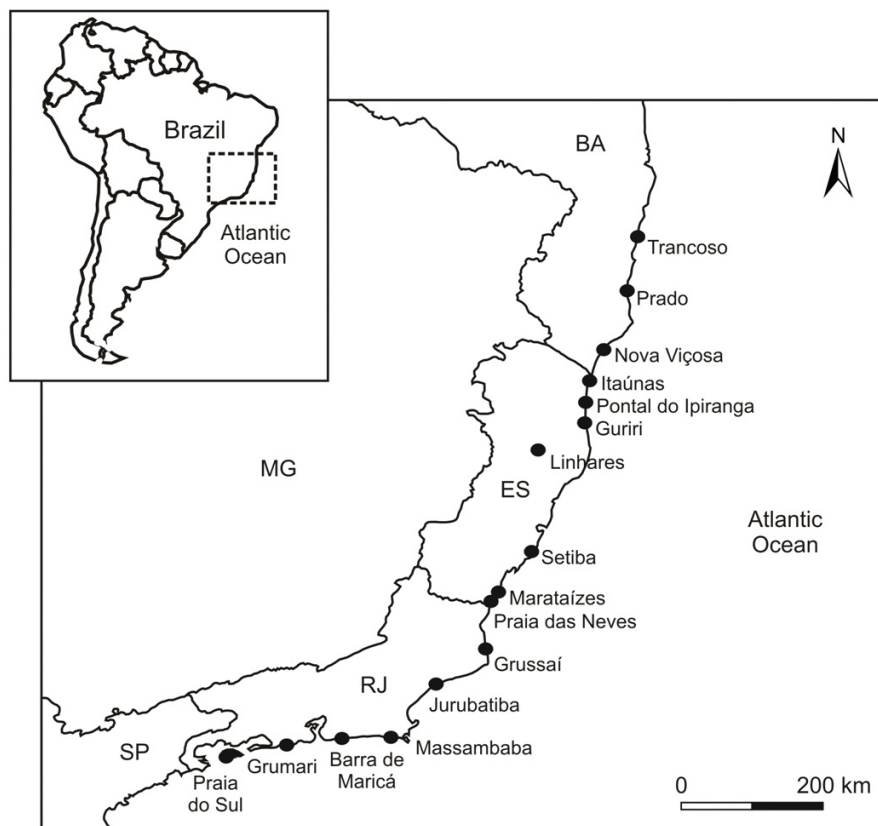 Brazil
Atlantic
Ocean
N
BA
Trancoso
Prado
Nova Viçosa
Itaúnas
Pontal do Ipiranga
Guriri
Linhares
MG
ES
Atlantic
Ocean
Setiba
Marataízes
Praia das Neves
Grussaí
RJ
Jurubatiba
SP
Massambaba
Barra de
Maricá
Grumari
Praia
do Sul
0 200 km